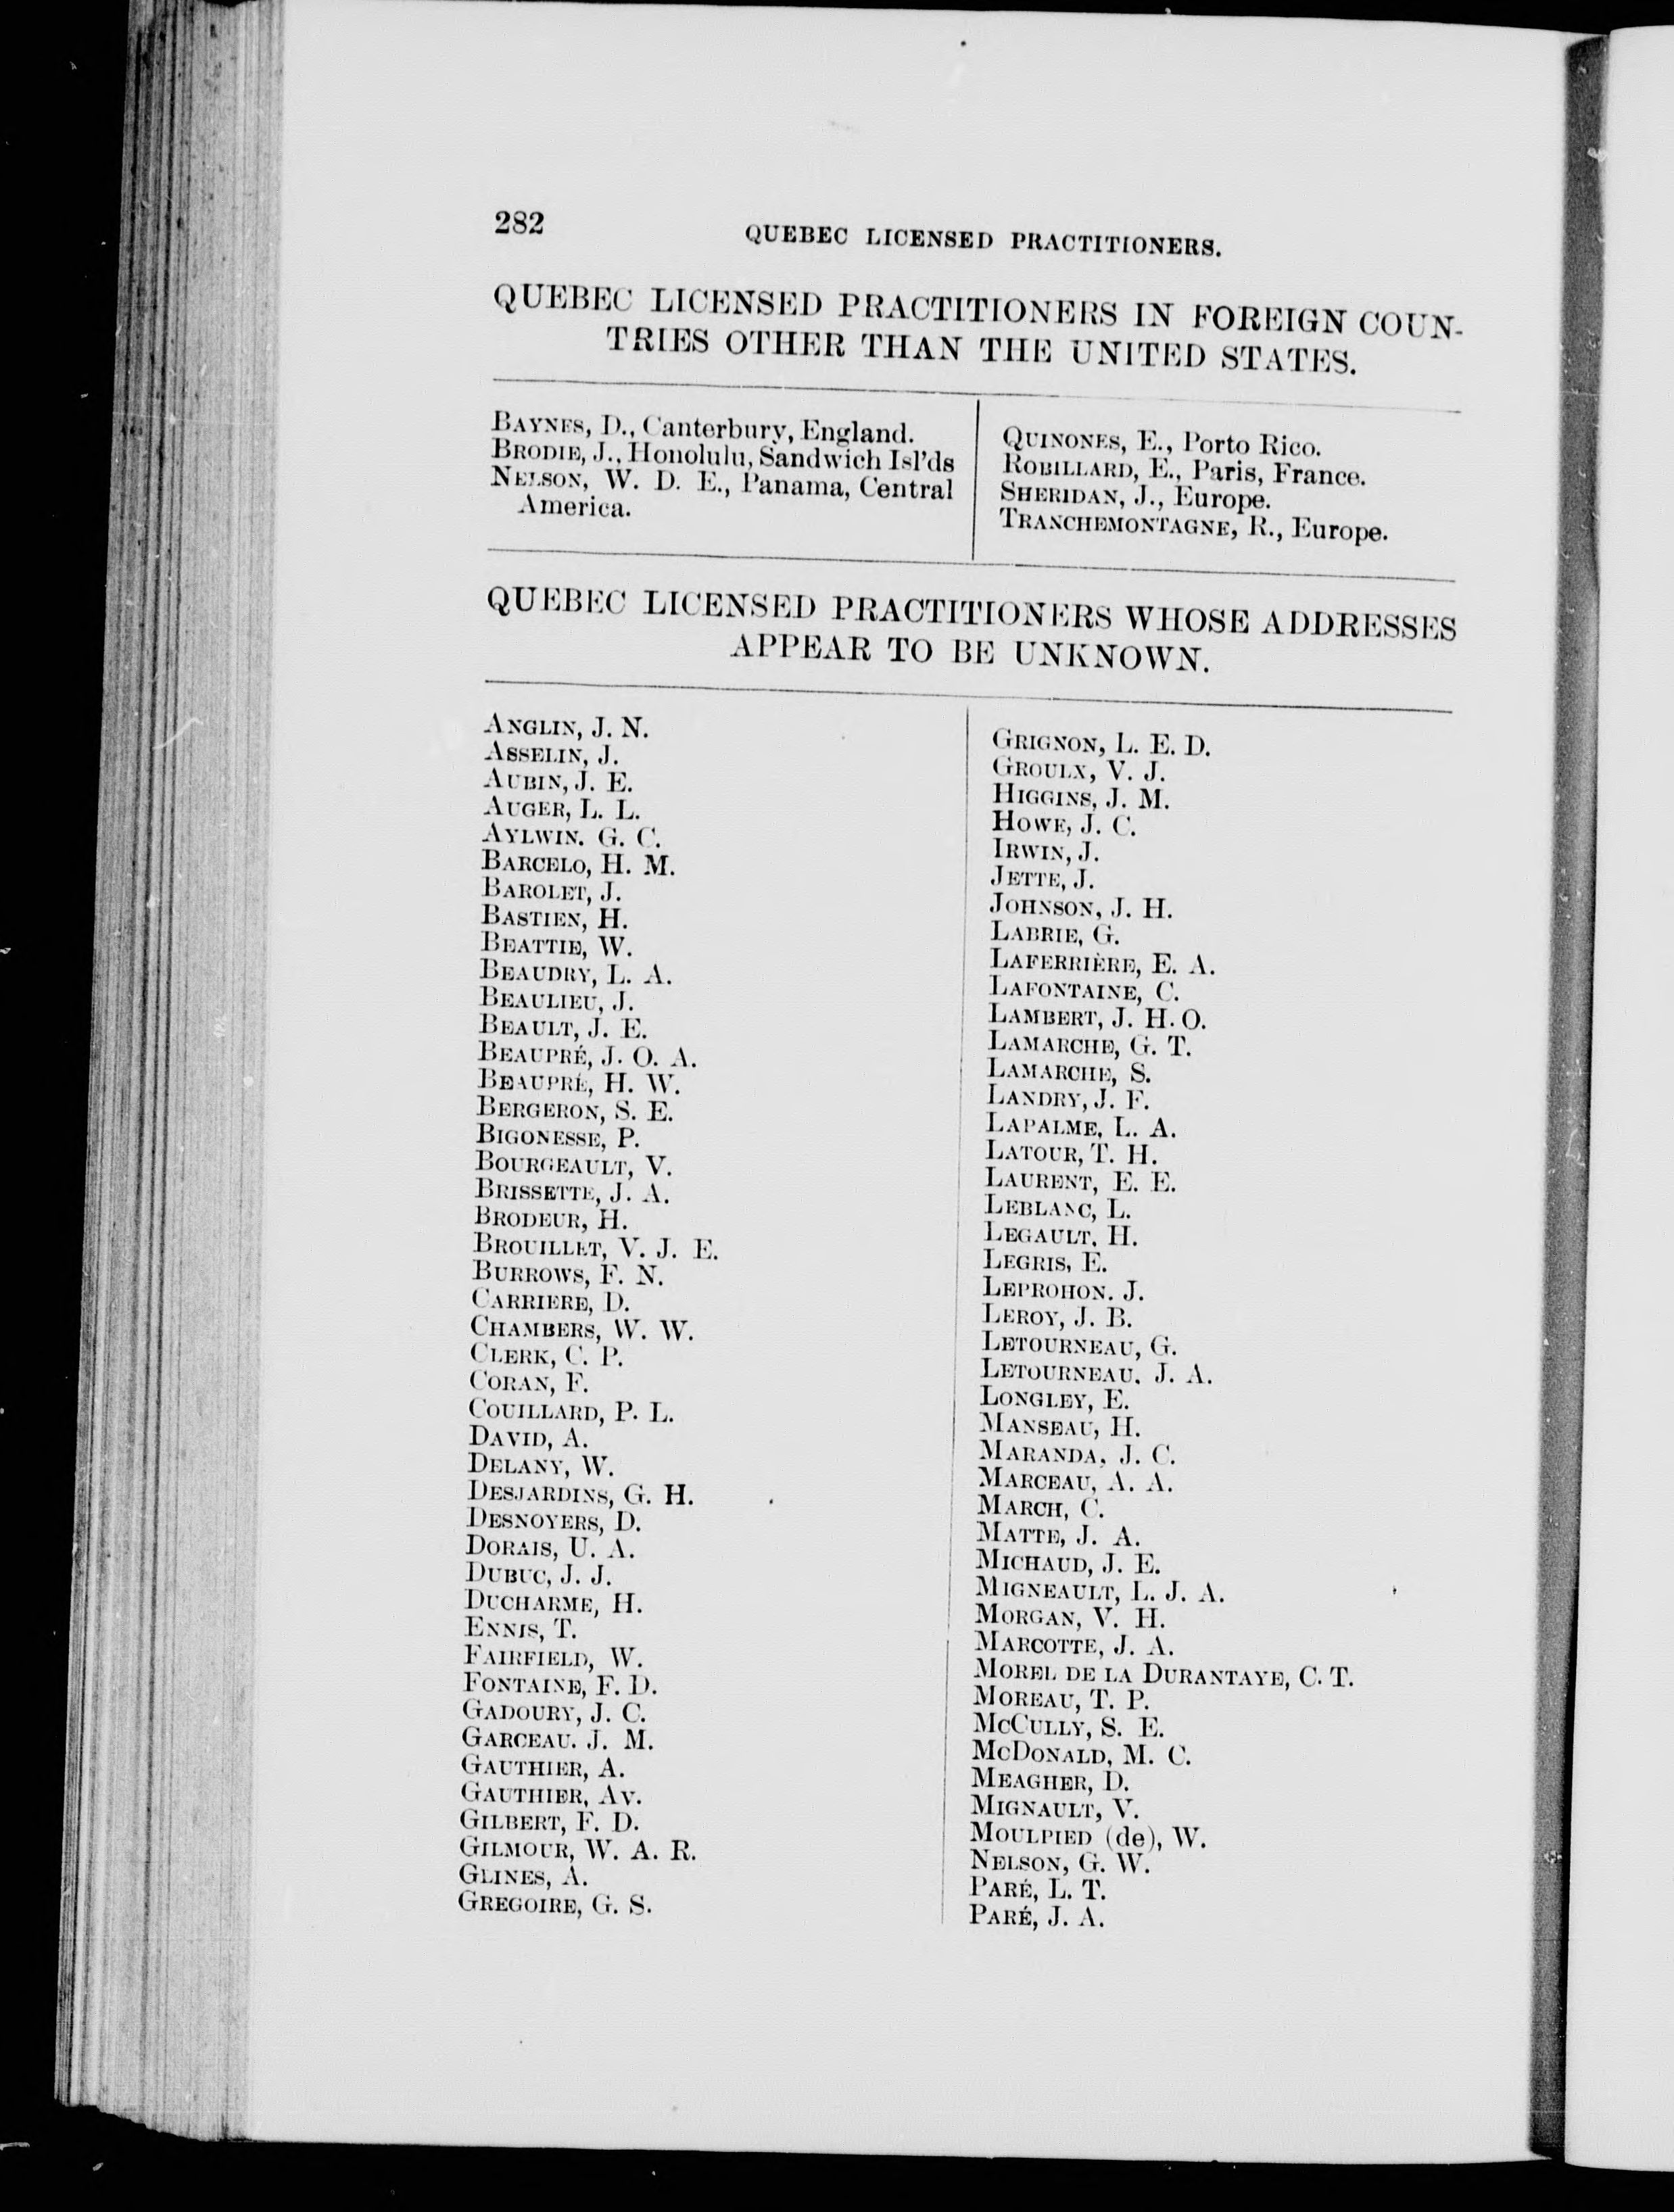 282
QUEBEC LICENSED PRACTITIONERS.
QUEBEC LICENSED PRACTITIONERS IN FOREIGN COUN-
TRIES OTHER THAN THE UNITED STATES.
BAYNES, D., Canterbury, England.
BRODIE, J., Honolulu, Sandwich Isl'ds
NELSON, W. D. E., Panama, Central
America.
QUINONES, E., Porto Rico.
ROBILLARD, E., Paris, France.
SHERIDAN, J., Europe.
TRANCHEMONTAGNE, R., Europe.
QUEBEC LICENSED PRACTITIONERS WHOSE ADDRESSES
APPEAR TO BE UNKNOWN.
ANGLIN, J. N.
ASSELIN, J.
AUBIN, J. E.
AUGER, L. L.
AYLWIN. G. C.
BARCELO, H. M.
BAROLET, J.
BASTIEN, H.
BEATTIE, W.
BEAUDRY, L. A.
BEAULIEU, J.
BEAULT, J. E.
BEAUPRÉ, J. O. A.
BEAUPRÉ, H. W.
BERGERON, S. E.
BIGONESSE, P.
BOURGEAULT, V.
BRISSETTE, J. A.
BRODEUR, H.
BROUILLET, V. J. E.
BURROWS, F. N.
CARRIERE, D.
CHAMBERS, W. W.
CLERK, C. P.
CORAN, F.
COUILLARD, P. L.
DAVID, A.
DELANY, W.
DESJARDINS, G. H.
DESNOYERS, D.
DORAIS, U. A.
DUBUC, J. J.
DUCHARME, H.
ENNIS, T.
FAIRFIELD, W.
FONTAINE, F. D.
GADOURY, J. C.
GARCEAU. J. M.
GAUTHIER, A.
GAUTHIER, AV.
GILBERT, F. D.
GILMOUR, W. A. R.
GLINES, A.
GREGOIRE, G. S.
GRIGNON, L. E. D.
GROULX, V. J.
HIGGINS, J. M.
HOWE, J. C.
IRWIN, J.
JETTE, J.
JOHNSON, J. H.
LABRIE, G.
LAFERRIÈRE, E. A.
LAFONTAINE, C.
LAMBERT, J. H. O.
LAMARCHE, G. T.
LAMARCHE, S.
LANDRY, J. F.
LAPALME, L. A.
LATOUR, T. H.
LAURENT, E. E.
LEBLANC, L.
LEGAULT. H.
LEGRIS, E.
LEPROHON. J.
LEROY, J. B.
LETOURNEAU, G.
LETOURNEAU. J. A.
LONGLEY, E.
MANSEAU, H.
MARANDA, J. C.
MARCEAU, A. A.
MARCH, C.
MATTE, J. A.
MICHAUD, J. E.
MIGNEAULT, L. J. A.
MORGAN, V. H.
MARCOTTE, J. A.
MOREL DE LA DURANTAYE, C. T.
MOREAU, T. P.
MCCULLY, S. E.
MCDONALD, M. C.
MEAGHER, D.
MIGNAULT, V.
MOULPIED (de), W.
NELSON, G. W.
PARÉ, L. T.
PARÉ, J. A.